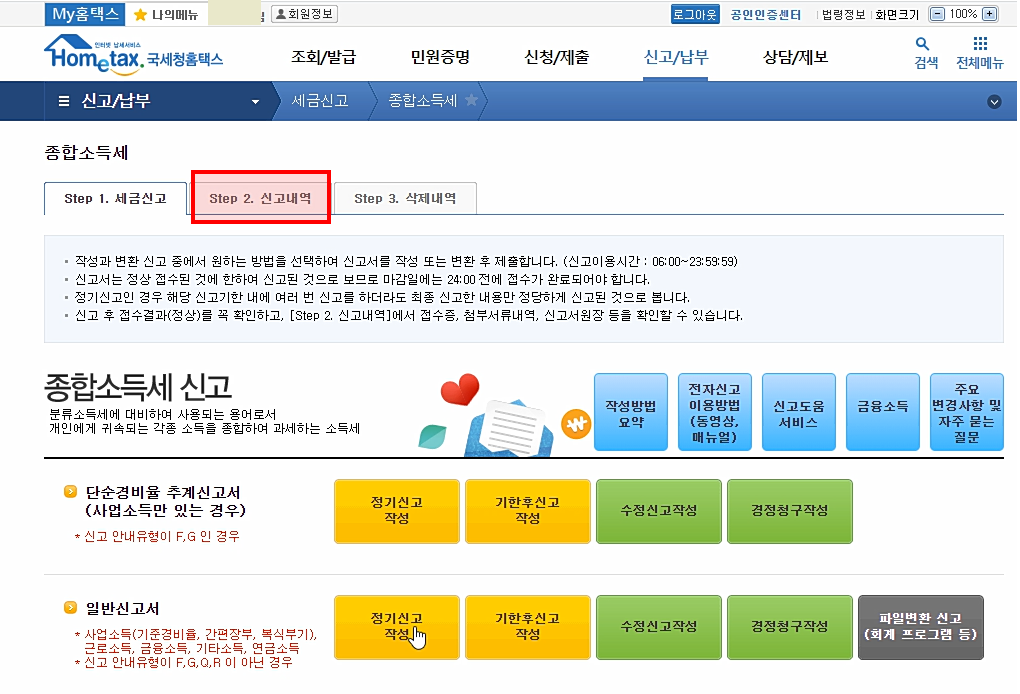 My홈택스 나의메뉴 회원정보 로그아웃 공인인증센터 법령정보 화면크기 100%
인터넷 납세서비스
Hometax. 국세청홈택스 조회/발급 민원증명 신청/제출 신고/납부 상담/제보 검색 전체메뉴
신고/납부 세금신고 종합소득세
종합소득세
Step 1. 세금신고 Step 2. 신고내역 Step 3. 삭제내역
작성과 변환 신고 중에서 원하는 방법을 선택하여 신고서를 작성 또는 변환 후 제출합니다. (신고이용시간 : 06:00~23:59:59)
신고서는 정상 접수된 것에 한하여 신고된 것으로 보므로 마감일에는 24:00 전에 접수가 완료되어야 합니다.
정기신고인 경우 해당 신고기한 내에 여러 번 신고를 하더라도 최종 신고한 내용만 정당하게 신고된 것으로 봅니다.
신고 후 접수결과(정상)를 꼭 확인하고, [Step 2. 신고내역]에서 접수증, 첨부서류내역, 신고서원장 등을 확인할 수 있습니다.
종합소득세 신고
분류소득세에 대비하여 사용되는 용어로서
개인에게 귀속되는 각종 소득을 종합하여 과세하는 소득세
작성방법
요약
전자신고
이용방법
(동영상,
매뉴얼)
신고도움
서비스
금융소득
주요
변경사항 및
자주 묻는
질문
단순경비율 추계신고서
(사업소득만 있는 경우)
* 신고 안내유형이 F,G 인 경우
정기신고
작성
기한후신고
작성
수정신고작성
경정청구작성
일반신고서
* 사업소득(기준경비율, 간편장부, 복식부기),
근로소득, 금융소득, 기타소득, 연금소득
* 신고 안내유형이 F,G,Q,R 이 아닌 경우
정기신고
작성
기한후신고
작성
수정신고작성
경정청구작성
파일변환 신고
(회계 프로그램 등)